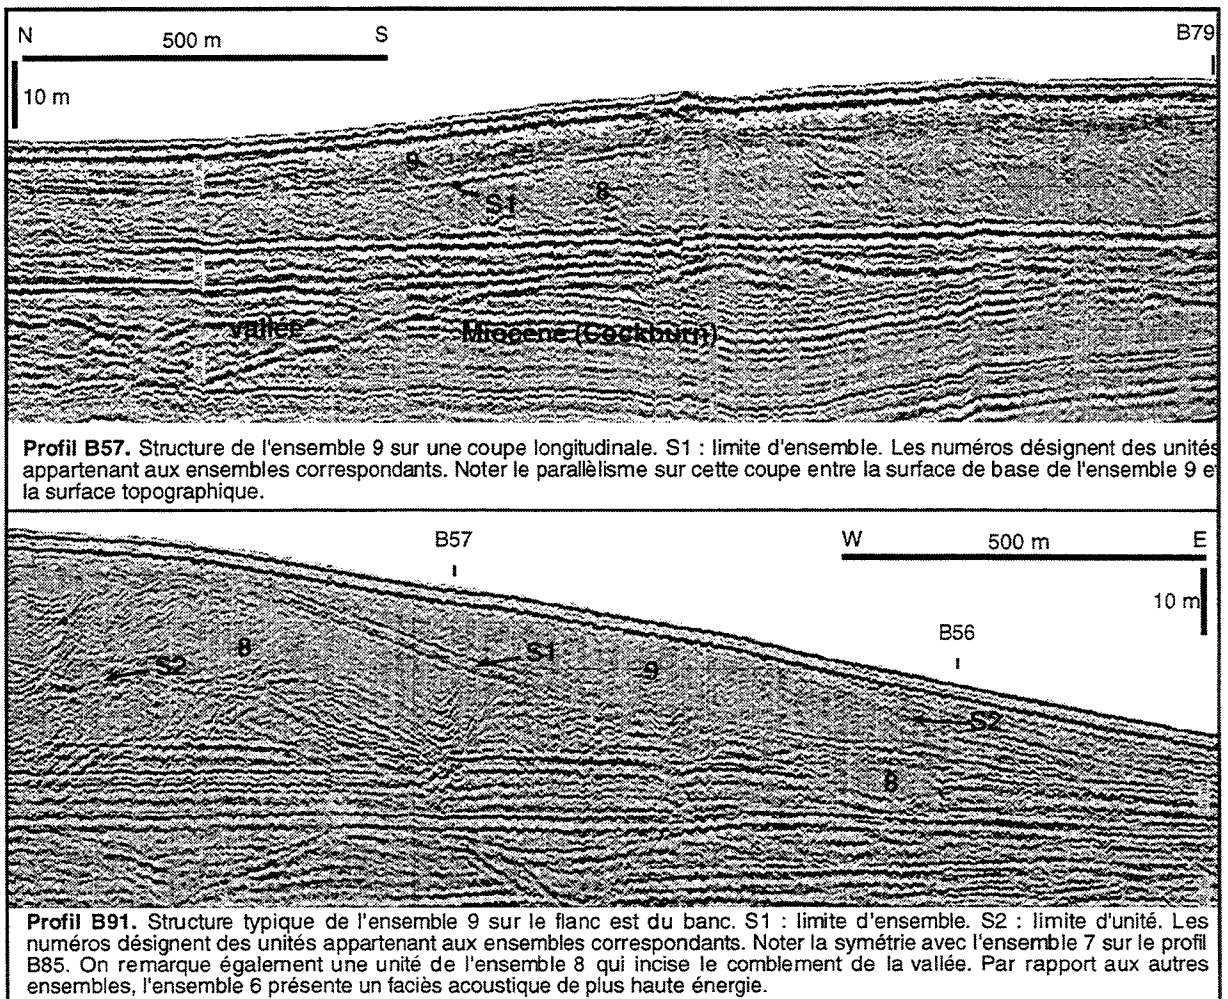 N 500 m S B79
10 m
9
S1 8
vallée Miocène (Cockburn)
Profil B57. Structure de l'ensemble 9 sur une coupe longitudinale. S1 : limite d'ensemble. Les numéros désignent des unités
appartenant aux ensembles correspondants. Noter le parallèlisme sur cette coupe entre la surface de base de l'ensemble 9 et
la surface topographique.
B57 W 500 m E
10 m
B56
8 S1
S2 9
S2
8
Profil B91. Structure typique de l'ensemble 9 sur le flanc est du banc. S1 : limite d'ensemble. S2 : limite d'unité. Les
numéros désignent des unités appartenant aux ensembles correspondants. Noter la symétrie avec l'ensemble 7 sur le profil
B85. On remarque également une unité de l'ensemble 8 qui incise le comblement de la vallée. Par rapport aux autres
ensembles, l'ensemble 6 présente un faciès acoustique de plus haute énergie.